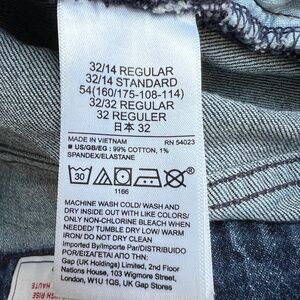 32/14 REGULAR
32/14 STANDARD
54(160/175-108-114)
32/32 REGULAR
32 REGULER
日本 32
MADE IN VIETNAM RN 54023
■ US/GB/EG : 99% COTTON, 1%
SPANDEX/ELASTANE
30
1166
MACHINE WASH COLD/ WASH AND
DRY INSIDE OUT WITH LIKE COLORS/
ONLY NON-CHLORINE BLEACH WHEN
NEEDED/ TUMBLE DRY LOW/ WARM
IRON/ DO NOT DRY CLEAN
Imported By/Importe Par/DISTRIBUIDO
POR/ΕΙΣΑΓΕΤΑΙ ΑΠΟ ΤΗΝ:
Gap (UK Holdings) Limited, 2nd Floor
Nations House, 103 Wigmore Street,
London, W1U 1QS, UK Gap Stores
HIGH RISE
HAUTE